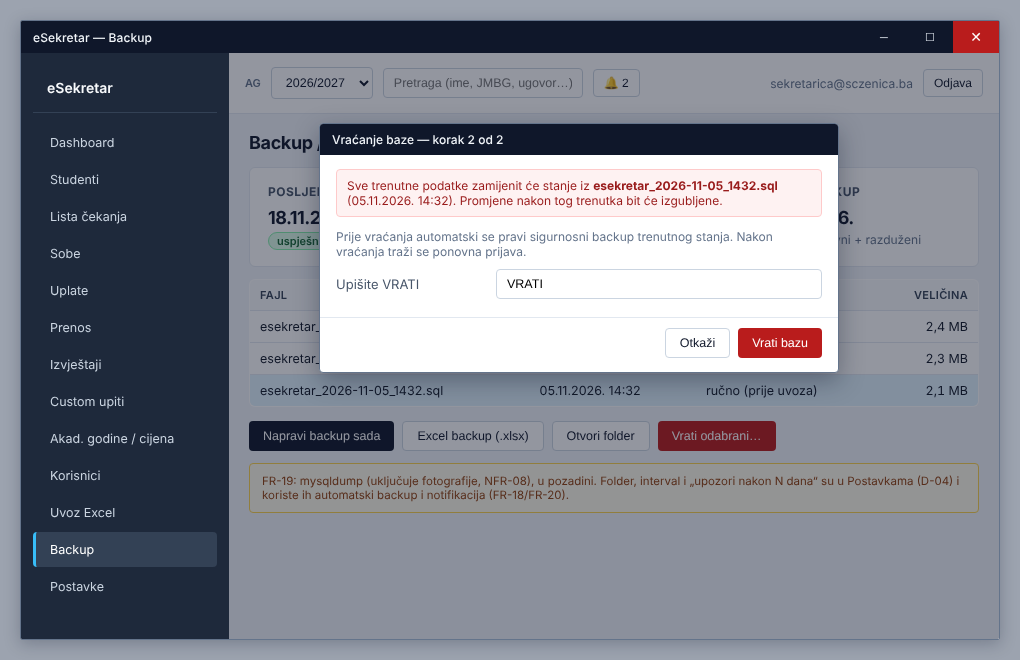 eSekretar — Backup
eSekretar
Dashboard
Studenti
Lista čekanja
Sobe
Uplate
Prenos
Izvještaji
Custom upiti
Akad. godine / cijena
Korisnici
Uvoz Excel
Backup
Postavke
AG
2026/2027
Pretraga (ime, JMBG, ugovor…)
🔔 2
sekretarica@sczenica.ba
Odjava
Backup
18.11.2
Vraćanje baze — korak 2 od 2
Sve trenutne podatke zamijenit će stanje iz esekretar_2026-11-05_1432.sql
(05.11.2026. 14:32). Promjene nakon tog trenutka bit će izgubljene.
Prije vraćanja automatski se pravi sigurnosni backup trenutnog stanja. Nakon
vraćanja traži se ponovna prijava.
Upišite VRATI
VRATI
Otkaži
Vrati bazu
+ razduženi
FAJL
VELIČINA
esekretar_
2,4 MB
esekretar_
2,3 MB
esekretar_2026-11-05_1432.sql
05.11.2026. 14:32
ručno (prije uvoza)
2,1 MB
Napravi backup sada
Excel backup (.xlsx)
Otvori folder
Vrati odabrani…
FR-19: mysqldump (uključuje fotografije, NFR-08), u pozadini. Folder, interval i „upozori nakon N dana“ su u Postavkama (D-04) i
koriste ih automatski backup i notifikacija (FR-18/FR-20).